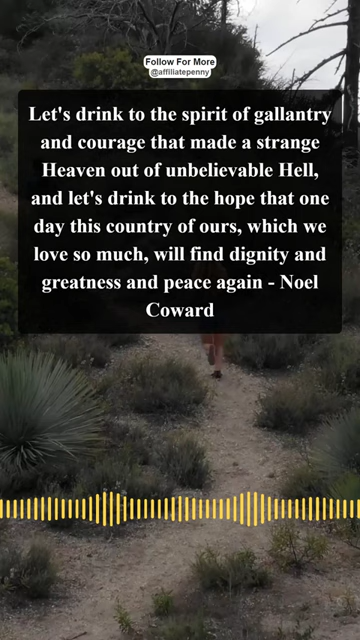 Follow For More
@affiliatepenny
Let's drink to the spirit of gallantry
and courage that made a strange
Heaven out of unbelievable Hell,
and let's drink to the hope that one
day this country of ours, which we
love so much, will find dignity and
greatness and peace again - Noel
Coward